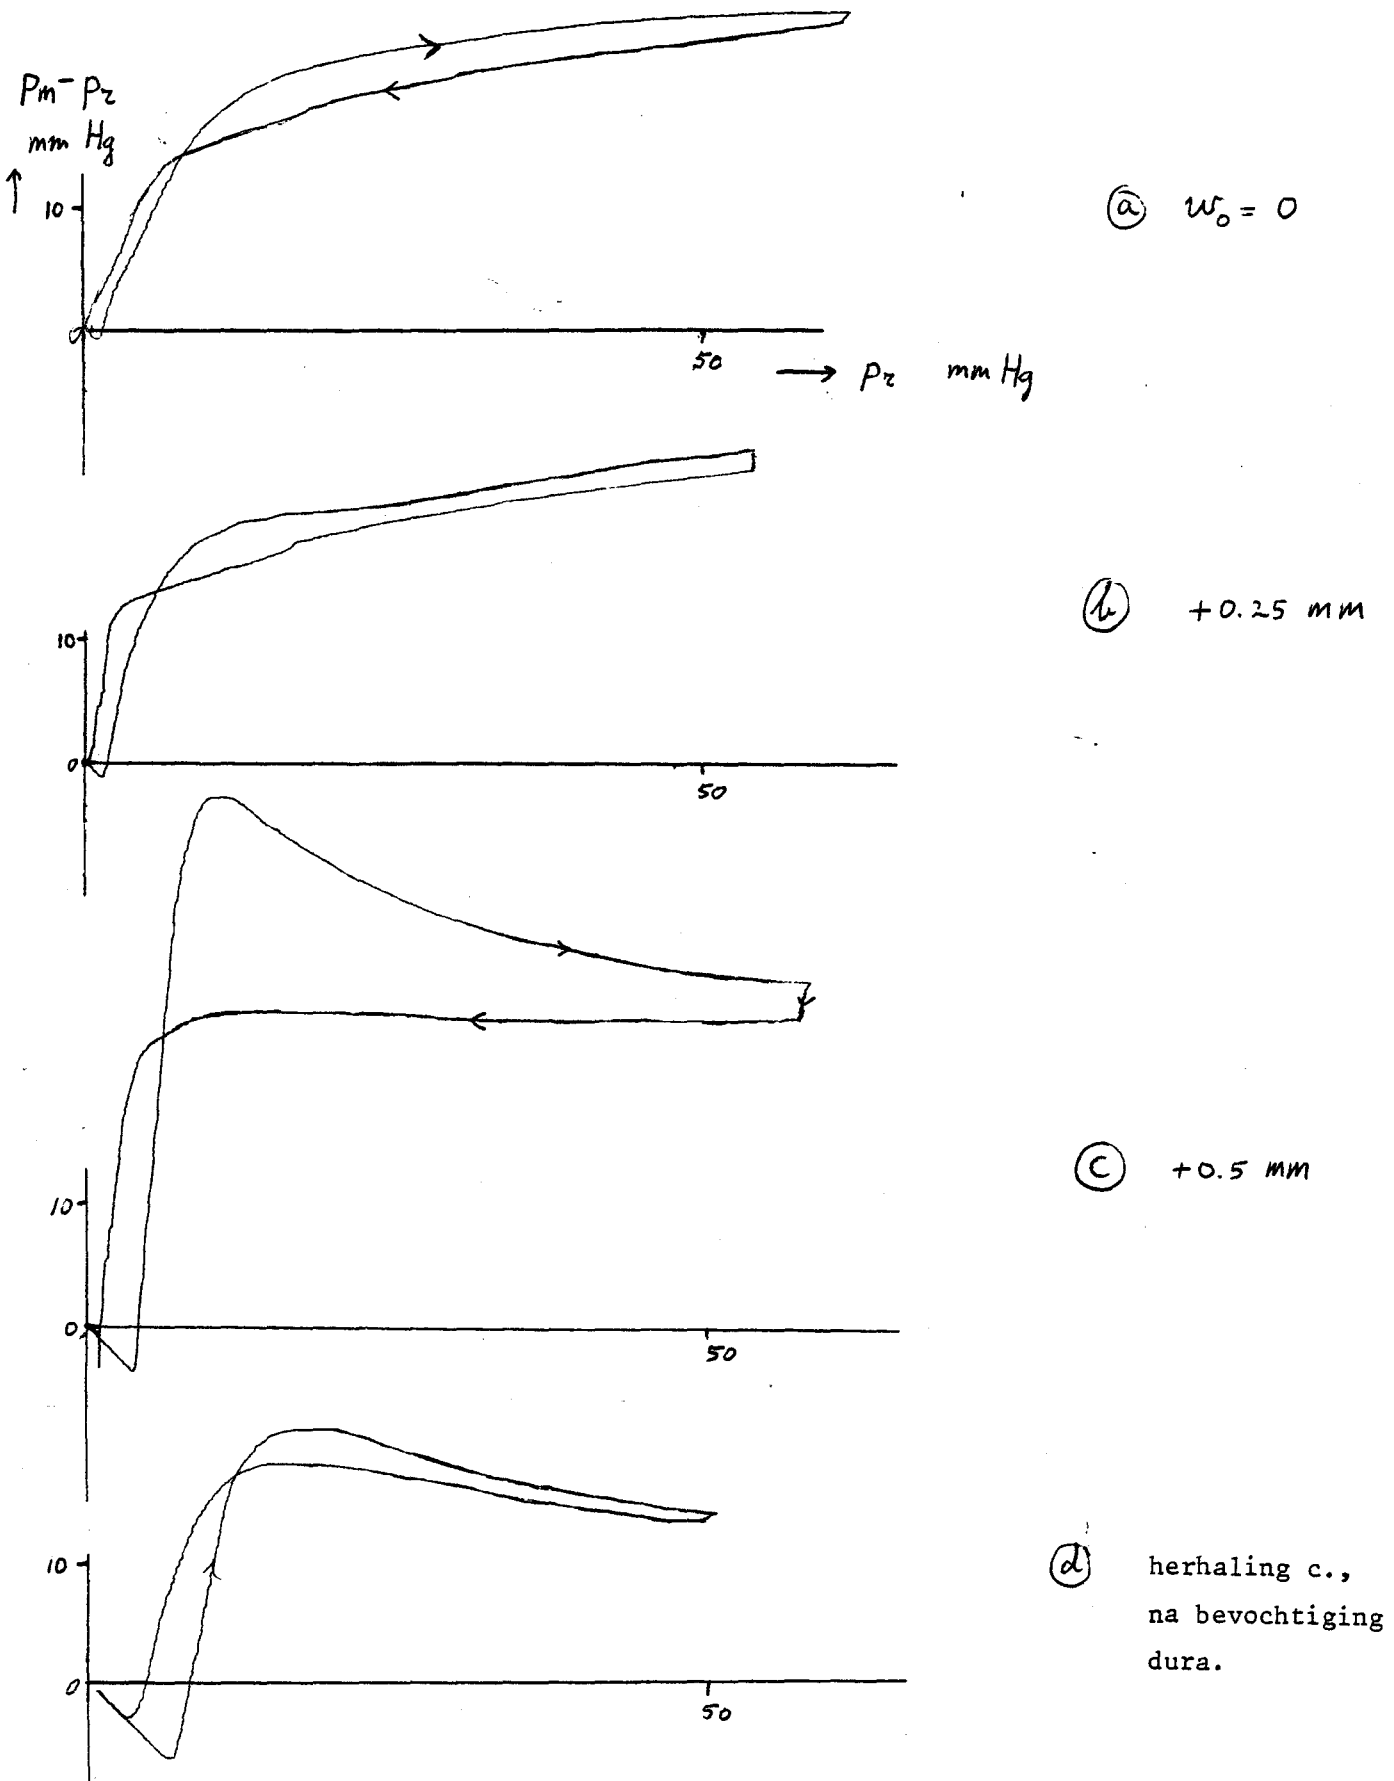 Pm - Pr
mm Hg
↑ 10
0
50
→ Pr mm Hg
ⓐ w₀ = 0
10
0
50
ⓑ +0.25 mm
10
0
50
ⓒ +0.5 mm
10
0
50
ⓓ herhaling c.,
na bevochtiging
dura.